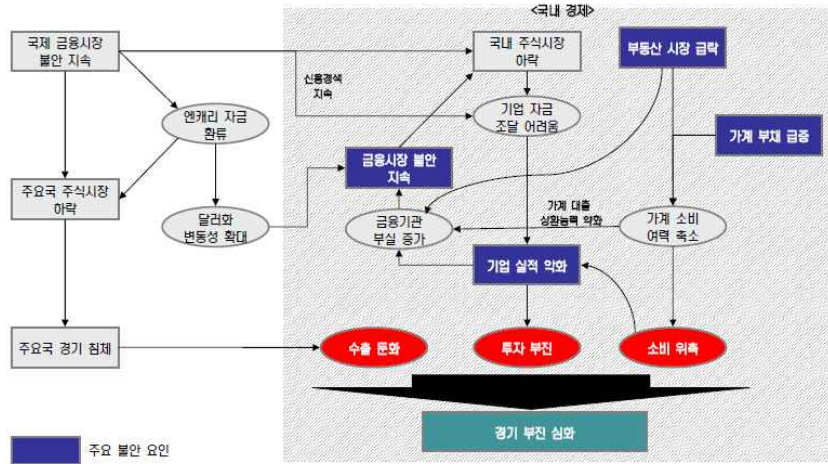 <국내 경제>
국제 금융시장
불안 지속
국내 주식시장
하락
부동산 시장 급락
신용경색
지속
엔캐리 자금
환류
기업 자금
조달 어려움
가계 부채 급증
금융시장 불안
지속
주요국 주식시장
하락
달러화
변동성 확대
금융기관
부실 증가
가계 대출
상환능력 약화
가계 소비
여력 축소
기업 실적 악화
주요국 경기 침체
수출 둔화
투자 부진
소비 위축
경기 부진 심화
주요 불안 요인